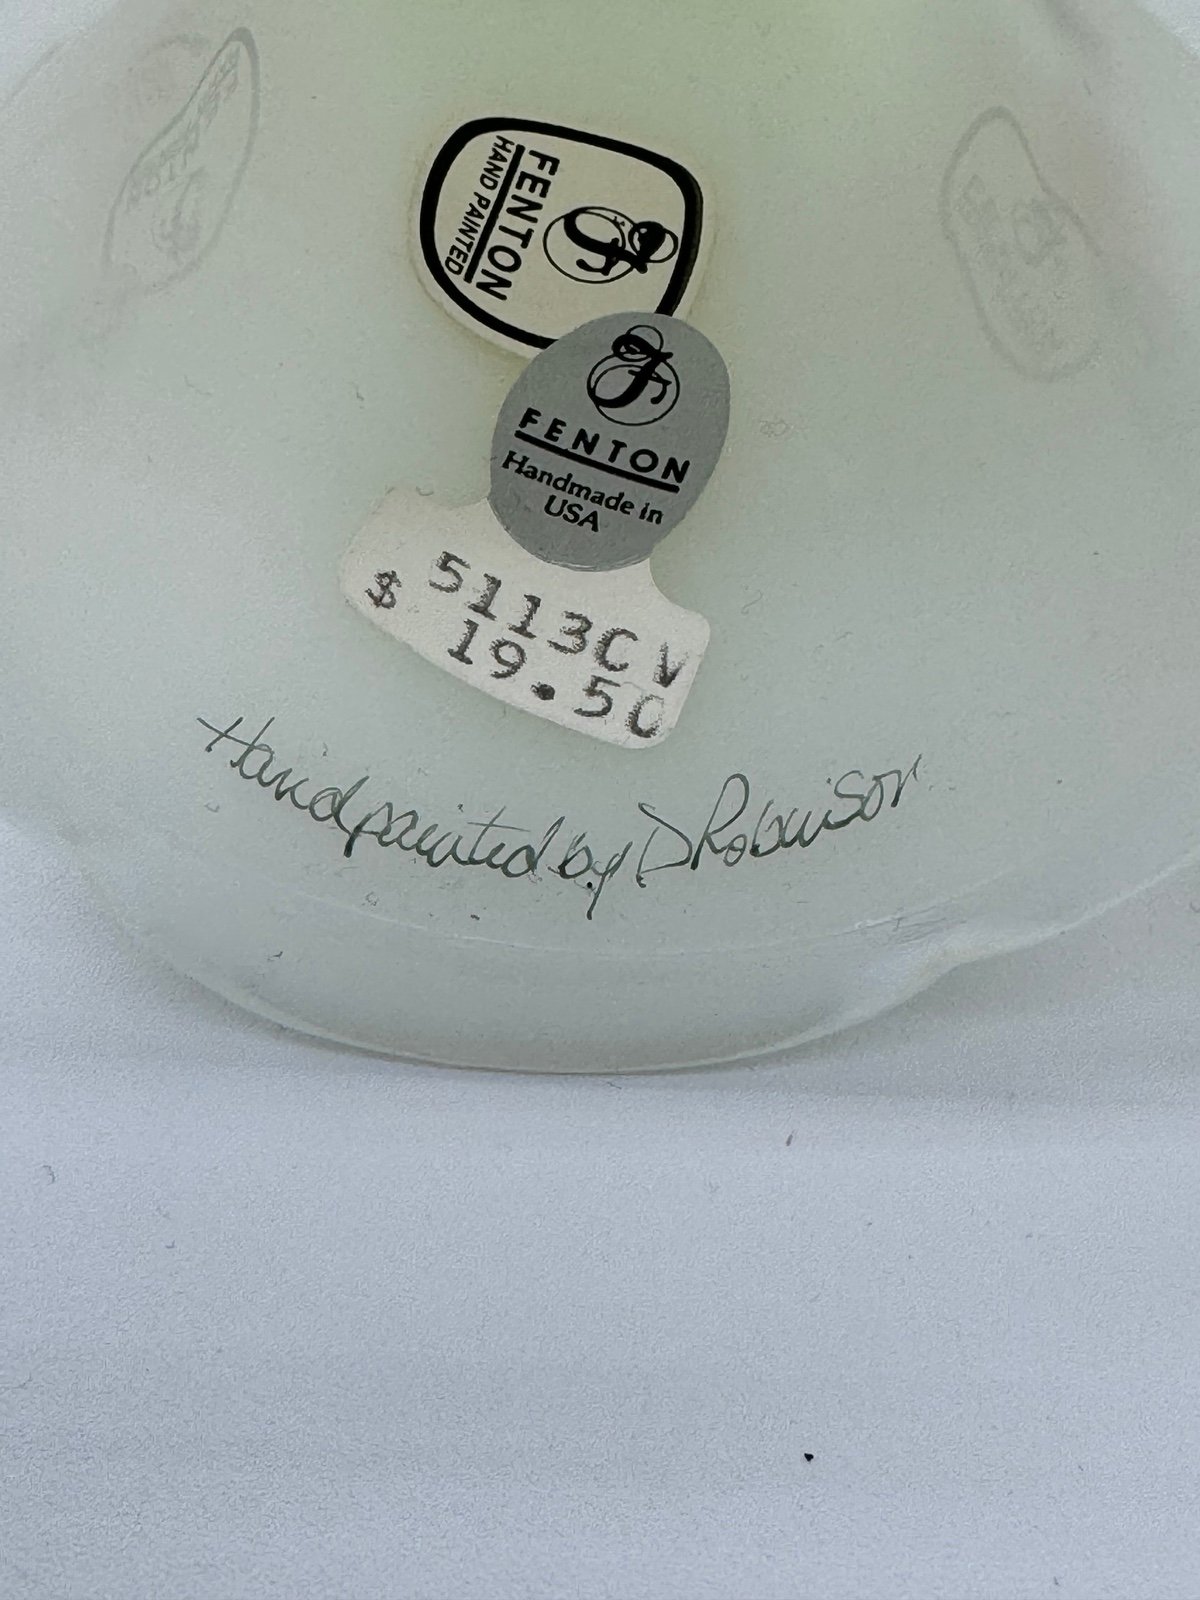 FENTON
HAND PAINTED
FENTON
Handmade in
USA
5113CV
$ 19.50
Handpainted by D Robinson